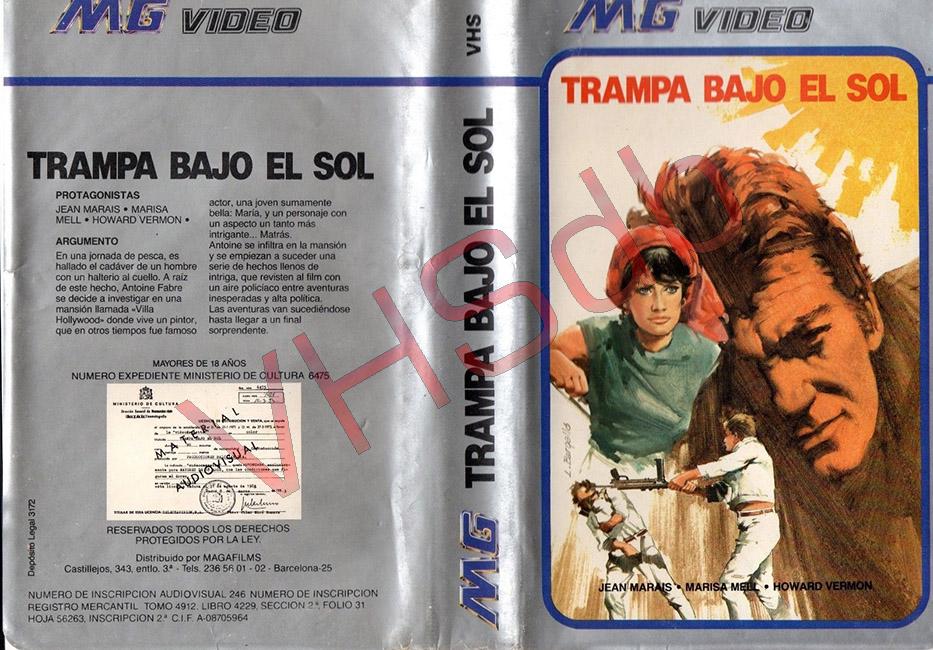 MG VIDEO
TRAMPA BAJO EL SOL
PROTAGONISTAS
JEAN MARAIS • MARISA
MELL • HOWARD VERMON •
ARGUMENTO
En una jornada de pesca, es
hallado el cadáver de un hombre
con un halterio al cuello. A raiz
de este hecho, Antoine Fabre
se decide a investigar en una
mansión llamada «Villa
Hollywood» donde vive un pintor,
que en otros tiempos fue famoso
actor, una joven sumamente
bella: María, y un personaje con
un aspecto un tanto más
intrigante... Matrás.
Antoine se infiltra en la mansión
y se empiezan a suceder una
serie de hechos llenos de
intriga, que revisten al film con
un aire policíaco entre aventuras
inesperadas y alta política.
Las aventuras van sucediéndose
hasta llegar a un final
sorprendente.
MAYORES DE 18 AÑOS
NUMERO EXPEDIENTE MINISTERIO DE CULTURA 6475
MINISTERIO DE CULTURA
MATERIAL
AUDIOVISUAL
RESERVADOS TODOS LOS DERECHOS
PROTEGIDOS POR LA LEY.
Distribuido por MAGAFILMS
Castillejos, 343, entlo. 3.ª - Tels. 236 56 01 - 02 - Barcelona-25
NUMERO DE INSCRIPCION AUDIOVISUAL 246 NUMERO DE INSCRIPCION
REGISTRO MERCANTIL TOMO 4912. LIBRO 4229, SECCION 2.ª, FOLIO 31
HOJA 56263, INSCRIPCION 2.ª C.I.F. A-08705964
Depósito Legal 3172
VHS
TRAMPA BAJO EL SOL
MG
MG VIDEO
TRAMPA BAJO EL SOL
JEAN MARAIS • MARISA MELL • HOWARD VERMON
VHSdb